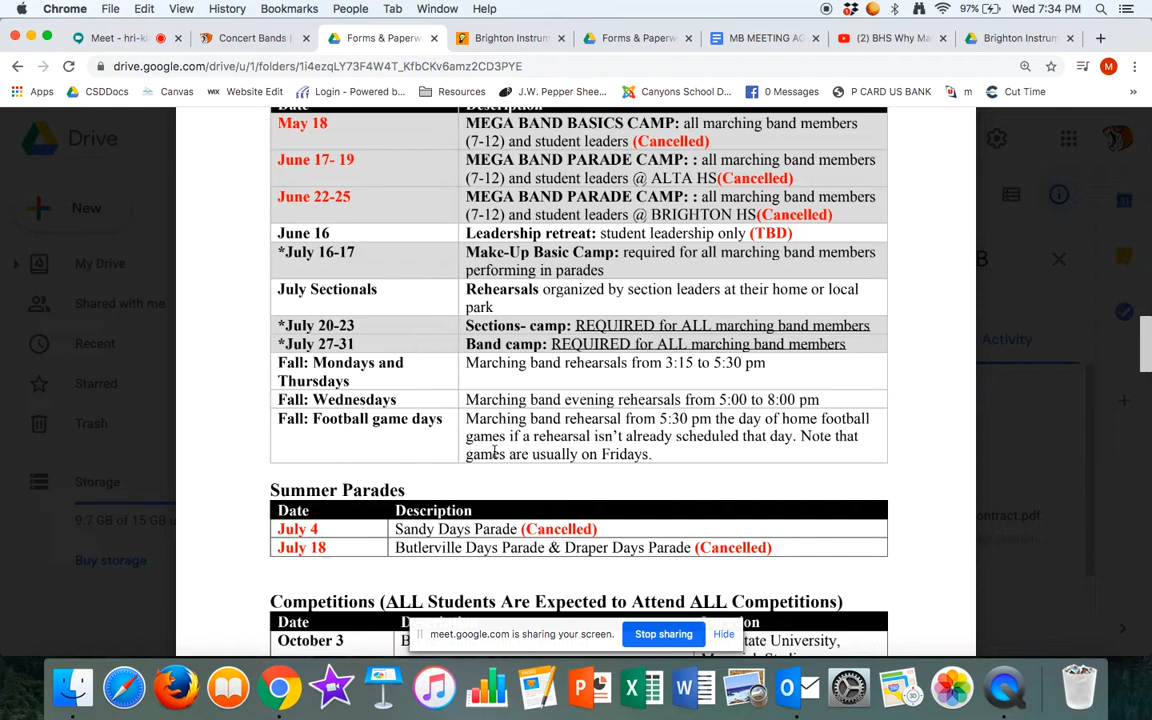 Chrome File Edit View History Bookmarks People Tab Window Help 97% Wed 7:34 PM
Meet - hri-k Concert Bands | Forms & Paperw Brighton Instrum Forms & Paperw MB MEETING AG (2) BHS Why Ma Brighton Instrum
drive.google.com/drive/u/1/folders/1i4ezqLY73F4W4T_KfbCKv6amz2CD3PYE
Apps CSDDocs Canvas Website Edit Login - Powered b... Resources J.W. Pepper Shee... Canyons School D... 0 Messages P CARD US BANK m Cut Time
Drive
New
My Drive
Shared with me
Recent
Starred
Trash
Storage
9.7 GB of 15 GB u
Buy storage
Date Description
May 18 MEGA BAND BASICS CAMP: all marching band members
(7-12) and student leaders (Cancelled)
June 17- 19 MEGA BAND PARADE CAMP: : all marching band members
(7-12) and student leaders @ ALTA HS(Cancelled)
June 22-25 MEGA BAND PARADE CAMP: : all marching band members
(7-12) and student leaders @ BRIGHTON HS(Cancelled)
June 16 Leadership retreat: student leadership only (TBD)
*July 16-17 Make-Up Basic Camp: required for all marching band members
performing in parades
July Sectionals Rehearsals organized by section leaders at their home or local
park
*July 20-23 Sections- camp: REQUIRED for ALL marching band members
*July 27-31 Band camp: REQUIRED for ALL marching band members
Fall: Mondays and Marching band rehearsals from 3:15 to 5:30 pm
Thursdays
Fall: Wednesdays Marching band evening rehearsals from 5:00 to 8:00 pm
Fall: Football game days Marching band rehearsal from 5:30 pm the day of home football
games if a rehearsal isn't already scheduled that day. Note that
games are usually on Fridays.
Summer Parades
Date Description
July 4 Sandy Days Parade (Cancelled)
July 18 Butlerville Days Parade & Draper Days Parade (Cancelled)
Competitions (ALL Students Are Expected to Attend ALL Competitions)
Date
October 3 State University,
meet.google.com is sharing your screen. Stop sharing Hide
Activity
ontract.pdf